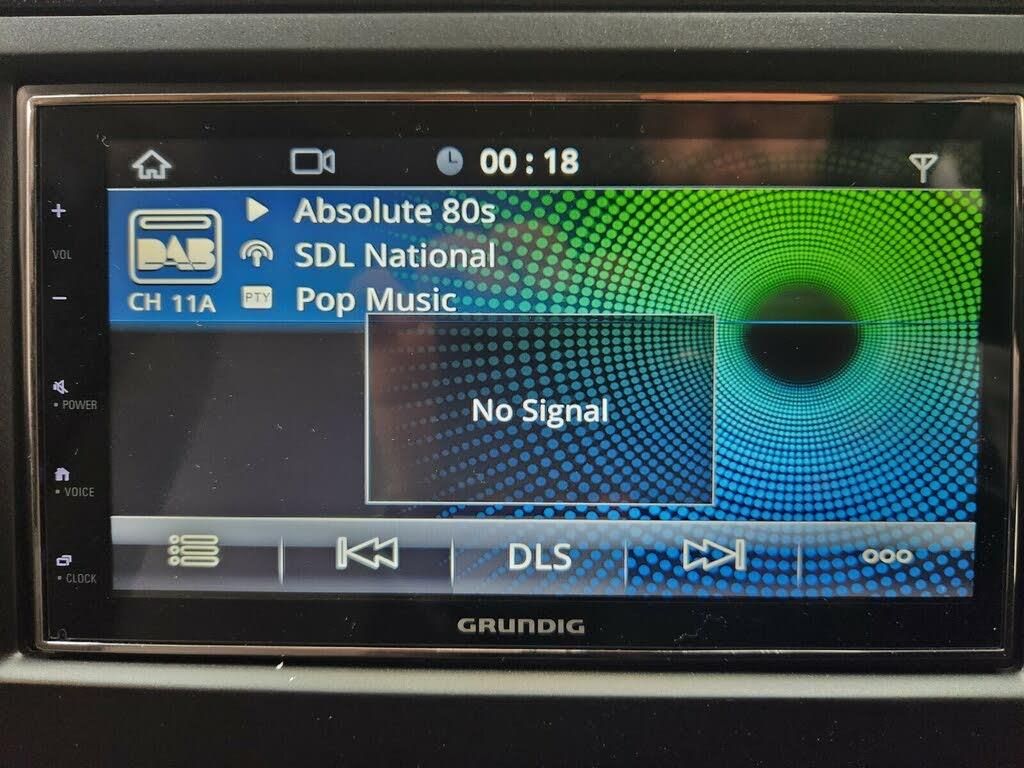 00 : 18
+
VOL
−
DAB
CH 11A
Absolute 80s
SDL National
PTY
Pop Music
No Signal
• POWER
• VOICE
• CLOCK
DLS
GRUNDIG